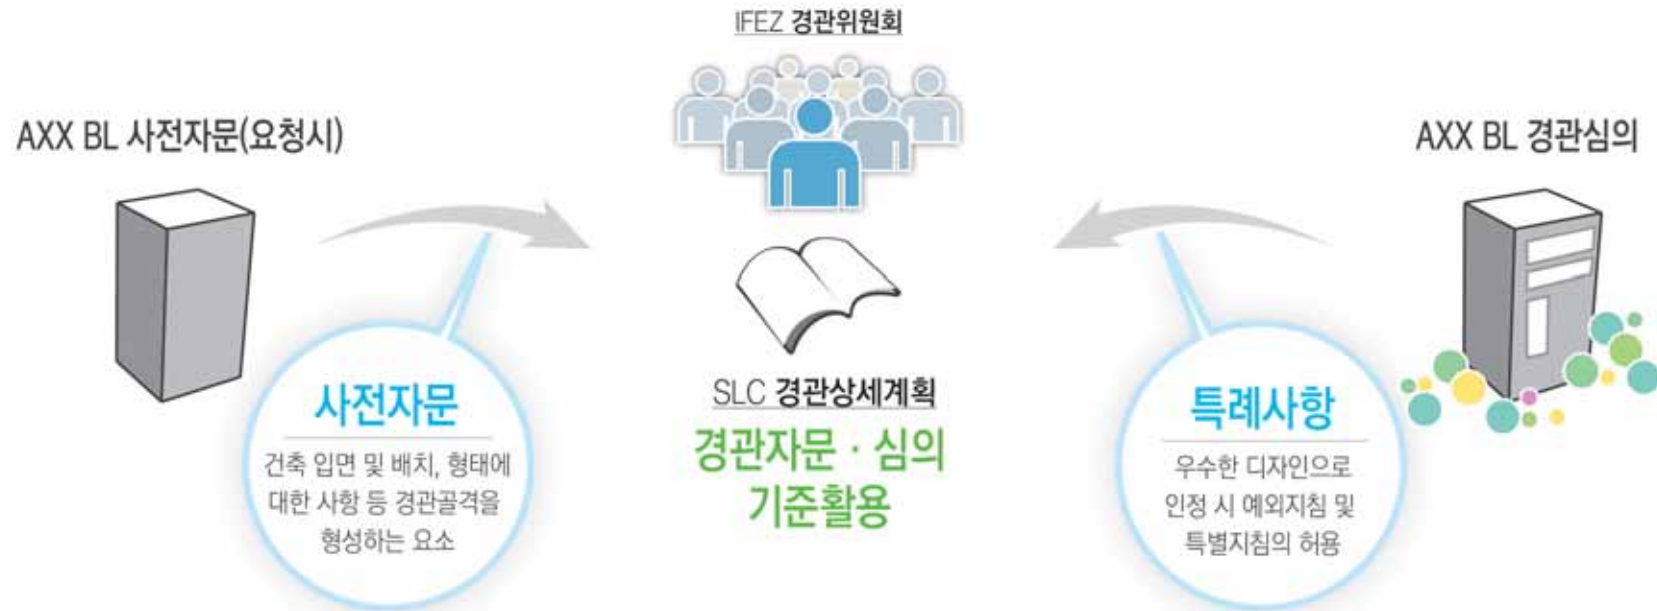 IFEZ 경관위원회
AXX BL 사전자문(요청시)
AXX BL 경관심의
사전자문
건축 입면 및 배치, 형태에
대한 사항 등 경관골격을
형성하는 요소
SLC 경관상세계획
경관자문 · 심의
기준활용
특례사항
우수한 디자인으로
인정 시 예외지침 및
특별지침의 허용